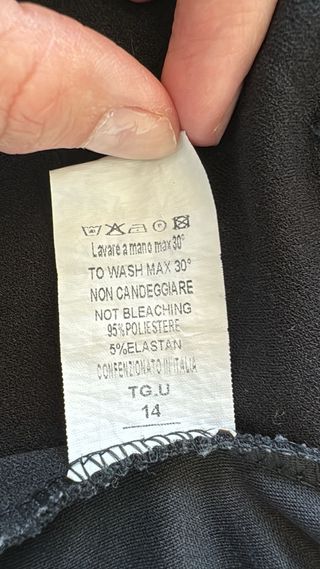 Lavare a mano max 30°
TO WASH MAX 30°
NON CANDEGGIARE
NOT BLEACHING
95%POLIESTERE
5%ELASTAN
CONFENZIONATO IN ITALIA
TG.U
14